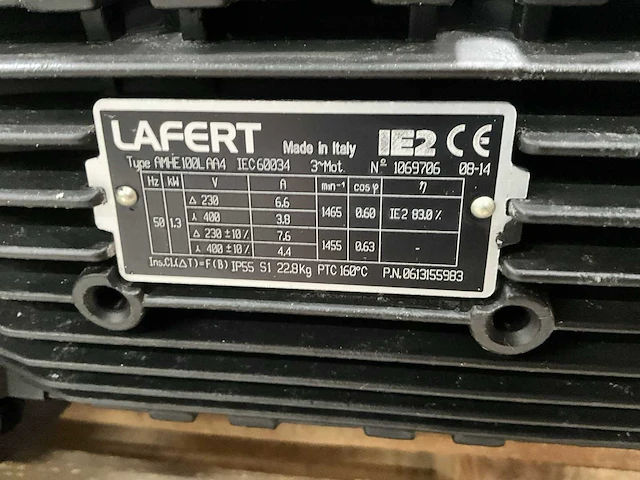 LAFERT Made in Italy IE2 CE
Type AMHE100LAA4 IEC60034 3~Mot. N° 1069706 08-14
Hz kW V A min⁻¹ cos φ η
50 1.3 Δ 230 6.6 1465 0.60 IE2 83.0%
⅄ 400 3.8
Δ 230 ±10% 7.6 1455 0.63 -
⅄ 400 ±10% 4.4
Ins.Cl.(ΔT)=F(B) IP55 S1 22.8Kg PTC 160°C P.N.0613155983